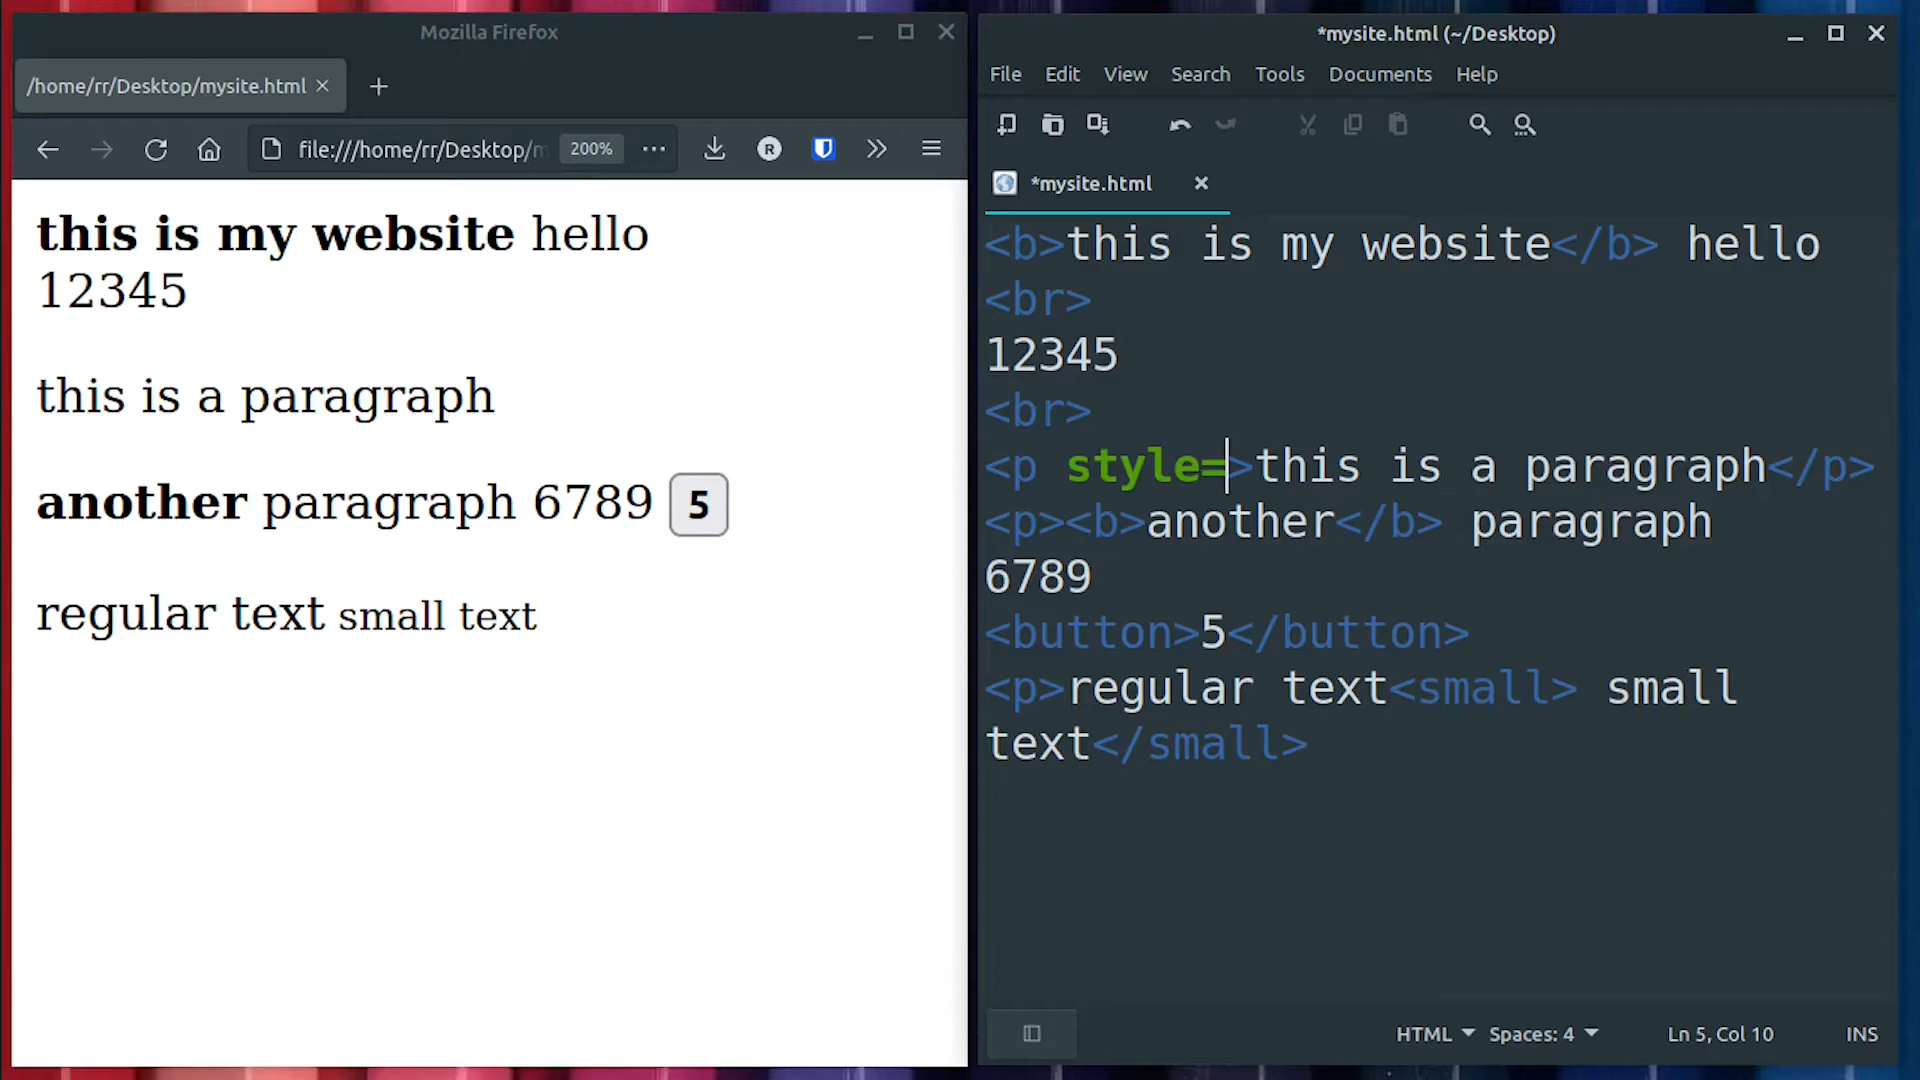 Mozilla Firefox
/home/rr/Desktop/mysite.html
file:///home/rr/Desktop/m
200%
R
this is my website hello
12345
this is a paragraph
another paragraph 6789 5
regular text small text
*mysite.html (~/Desktop)
File Edit View Search Tools Documents Help
*mysite.html
<b>this is my website</b> hello
<br>
12345
<br>
<p style=>this is a paragraph</p>
<p><b>another</b> paragraph
6789
<button>5</button>
<p>regular text<small> small
text</small>
HTML Spaces: 4 Ln 5, Col 10 INS